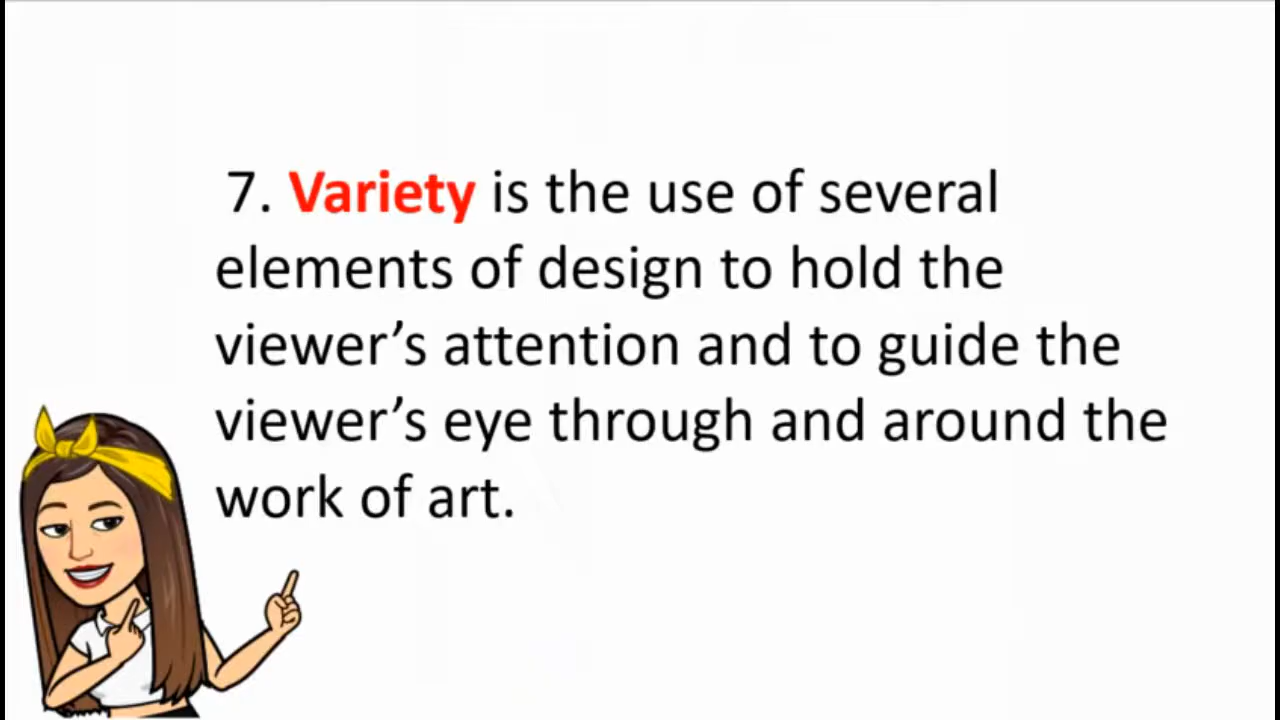 7. Variety is the use of several
elements of design to hold the
viewer’s attention and to guide the
viewer’s eye through and around the
work of art.